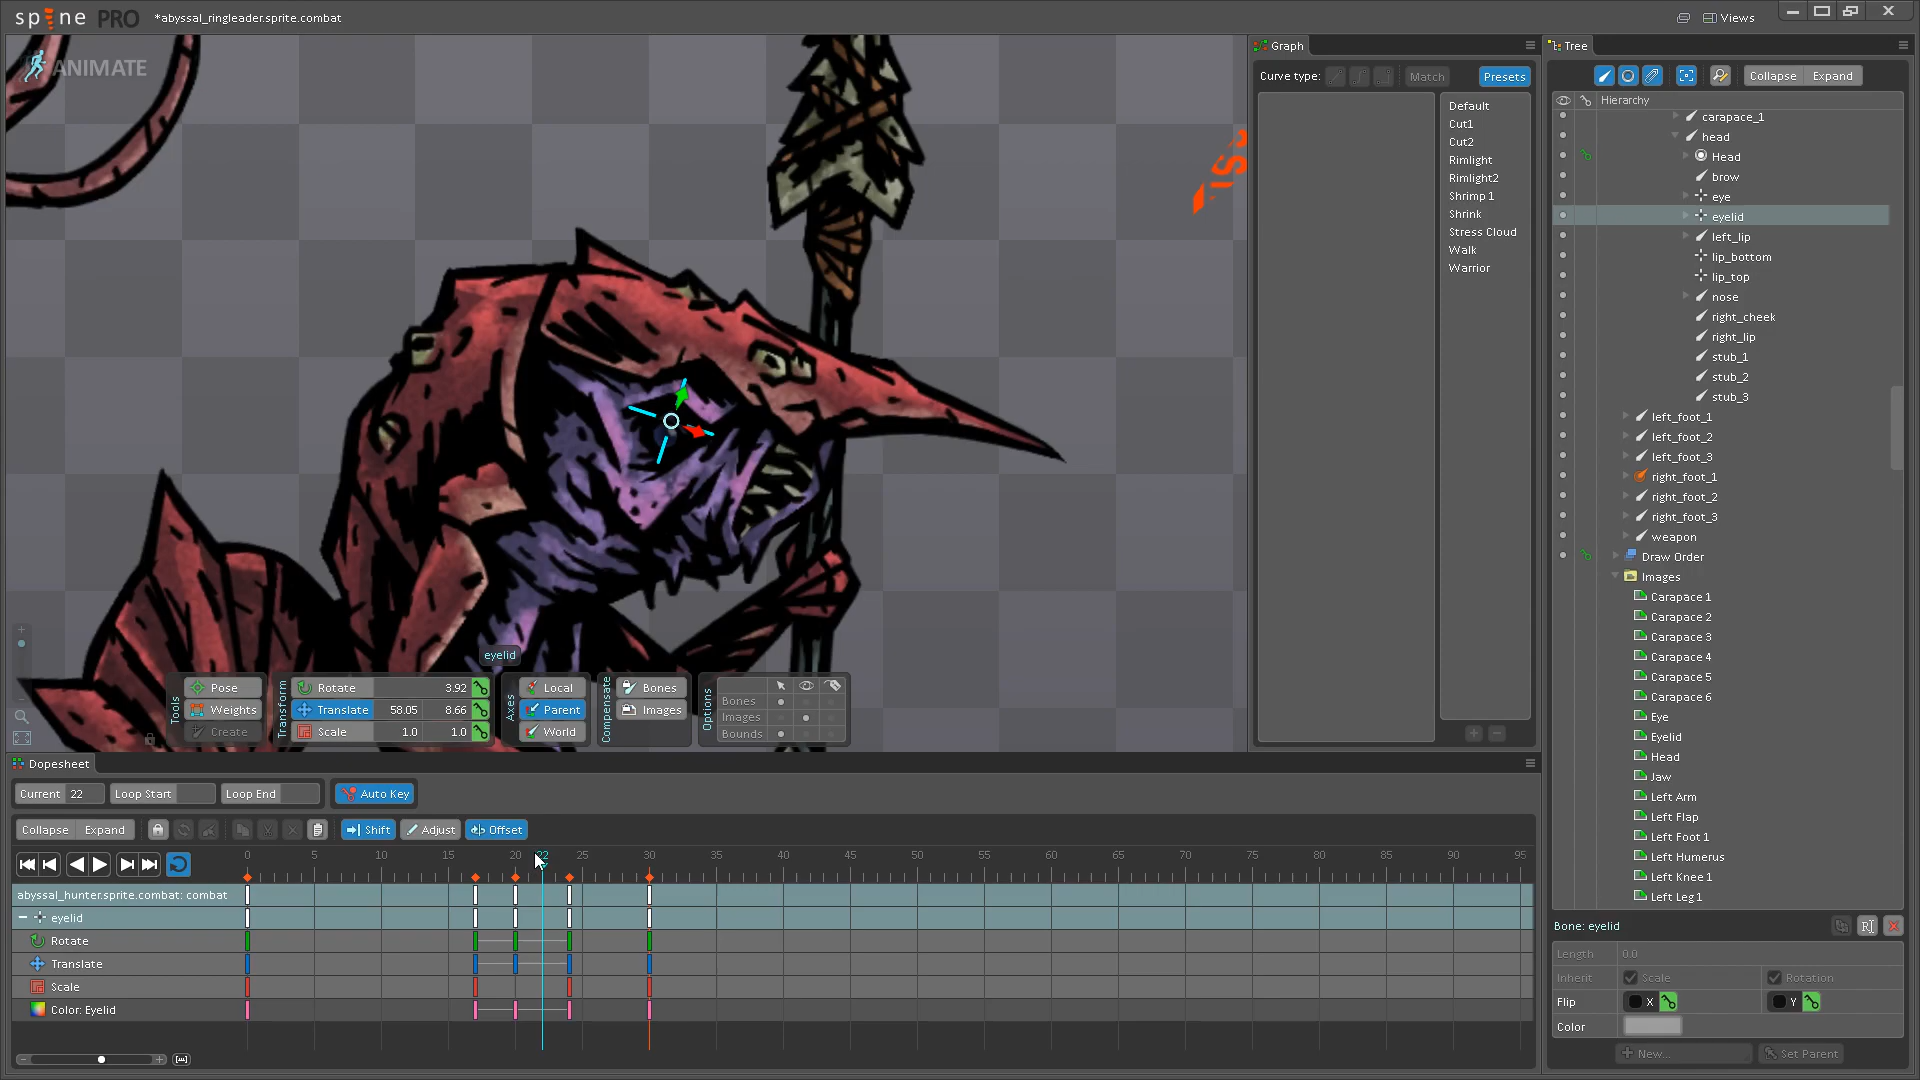 spine PRO
*abyssal_ringleader.sprite.combat
Views
ANIMATE
Graph
Curve type:
Match
Presets
Default
Cut1
Cut2
Rimlight
Rimlight2
Shrimp 1
Shrink
Stress Cloud
Walk
Warrior
Tree
Collapse
Expand
Hierarchy
carapace_1
head
Head
brow
eye
eyelid
left_lip
lip_bottom
lip_top
nose
right_cheek
right_lip
stub_1
stub_2
stub_3
left_foot_1
left_foot_2
left_foot_3
right_foot_1
right_foot_2
right_foot_3
weapon
Draw Order
Images
Carapace 1
Carapace 2
Carapace 3
Carapace 4
Carapace 5
Carapace 6
Eye
Eyelid
Head
Jaw
Left Arm
Left Flap
Left Foot 1
Left Humerus
Left Knee 1
Left Leg1
Bone: eyelid
Length 0.0
Inherit Scale Rotation
Flip X Y
Color
New...
Set Parent
eyelid
Tools
Pose
Weights
Create
Transform
Rotate 3.92
Translate 58.05 8.66
Scale 1.0 1.0
Axes
Local
Parent
World
Compensate
Bones
Images
Options
Bones
Images
Bounds
Dopesheet
Current 22
Loop Start
Loop End
Auto Key
Collapse
Expand
Shift
Adjust
Offset
0 5 10 15 20 22 25 30 35 40 45 50 55 60 65 70 75 80 85 90 95
abyssal_hunter.sprite.combat: combat
eyelid
Rotate
Translate
Scale
Color: Eyelid